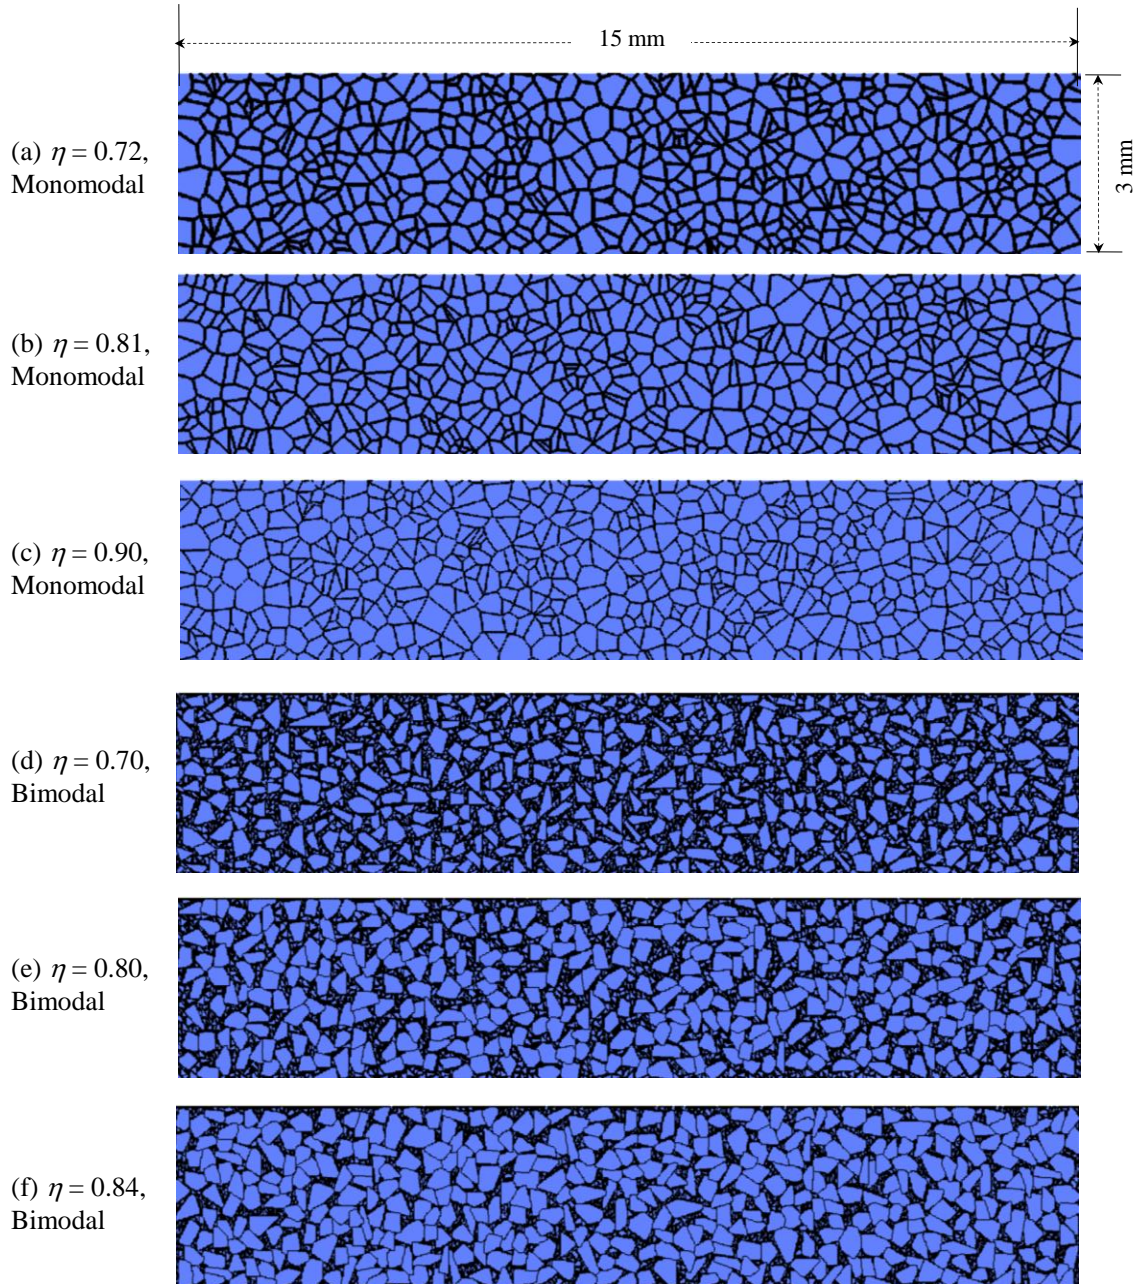 15 mm
3 mm
(a) η = 0.72,
Monomodal
(b) η = 0.81,
Monomodal
(c) η = 0.90,
Monomodal
(d) η = 0.70,
Bimodal
(e) η = 0.80,
Bimodal
(f) η = 0.84,
Bimodal